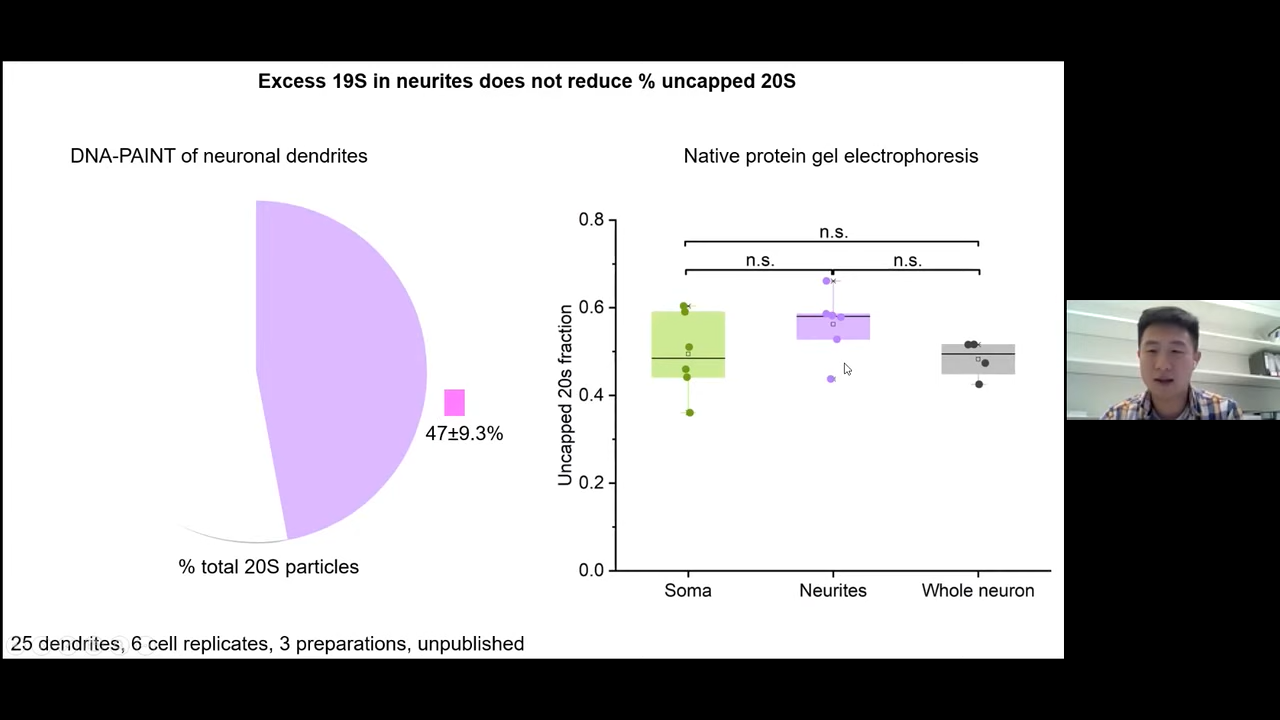 Excess 19S in neurites does not reduce % uncapped 20S
DNA-PAINT of neuronal dendrites
47±9.3%
% total 20S particles
Native protein gel electrophoresis
Uncapped 20s fraction
0.8
0.6
0.4
0.2
0.0
n.s.
n.s.
n.s.
Soma
Neurites
Whole neuron
25 dendrites, 6 cell replicates, 3 preparations, unpublished